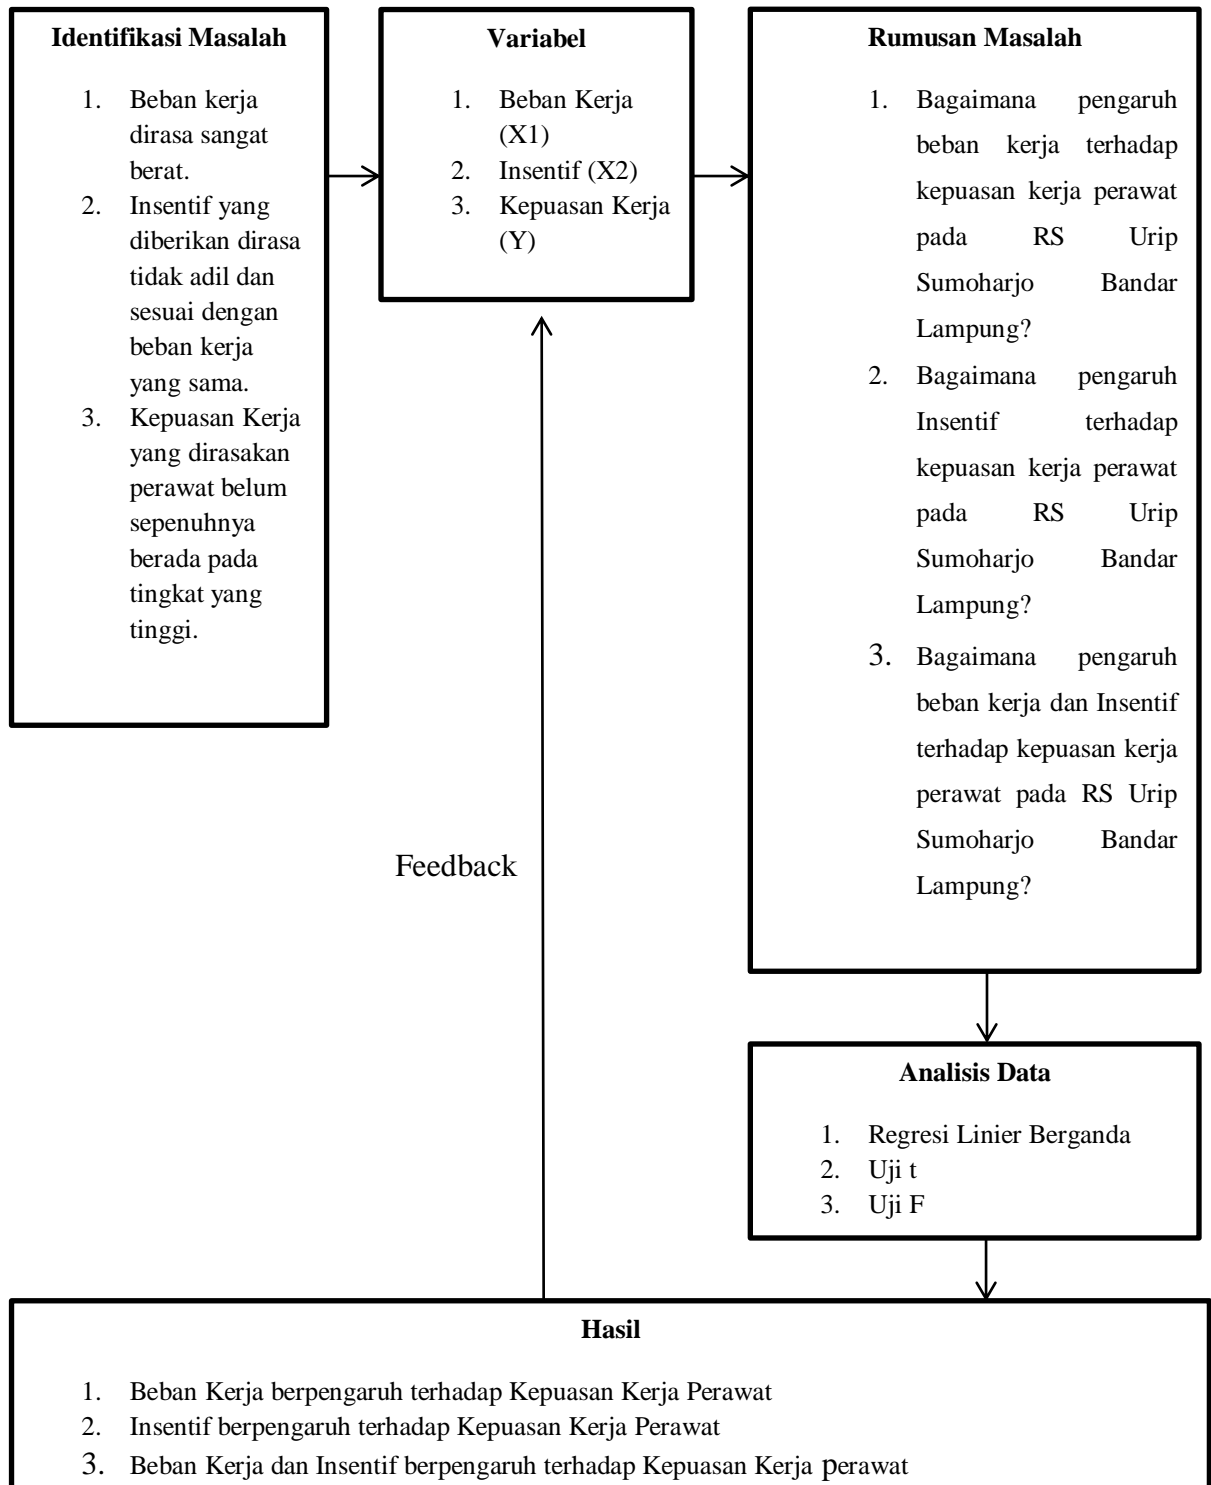 Identifikasi Masalah
1. Beban kerja
dirasa sangat
berat.
2. Insentif yang
diberikan dirasa
tidak adil dan
sesuai dengan
beban kerja
yang sama.
3. Kepuasan Kerja
yang dirasakan
perawat belum
sepenuhnya
berada pada
tingkat yang
tinggi.
Variabel
1. Beban Kerja
(X1)
2. Insentif (X2)
3. Kepuasan Kerja
(Y)
Rumusan Masalah
1. Bagaimana pengaruh
beban kerja terhadap
kepuasan kerja perawat
pada RS Urip
Sumoharjo Bandar
Lampung?
2. Bagaimana pengaruh
Insentif terhadap
kepuasan kerja perawat
pada RS Urip
Sumoharjo Bandar
Lampung?
3. Bagaimana pengaruh
beban kerja dan Insentif
terhadap kepuasan kerja
perawat pada RS Urip
Sumoharjo Bandar
Lampung?
Feedback
Analisis Data
1. Regresi Linier Berganda
2. Uji t
3. Uji F
Hasil
1. Beban Kerja berpengaruh terhadap Kepuasan Kerja Perawat
2. Insentif berpengaruh terhadap Kepuasan Kerja Perawat
3. Beban Kerja dan Insentif berpengaruh terhadap Kepuasan Kerja perawat